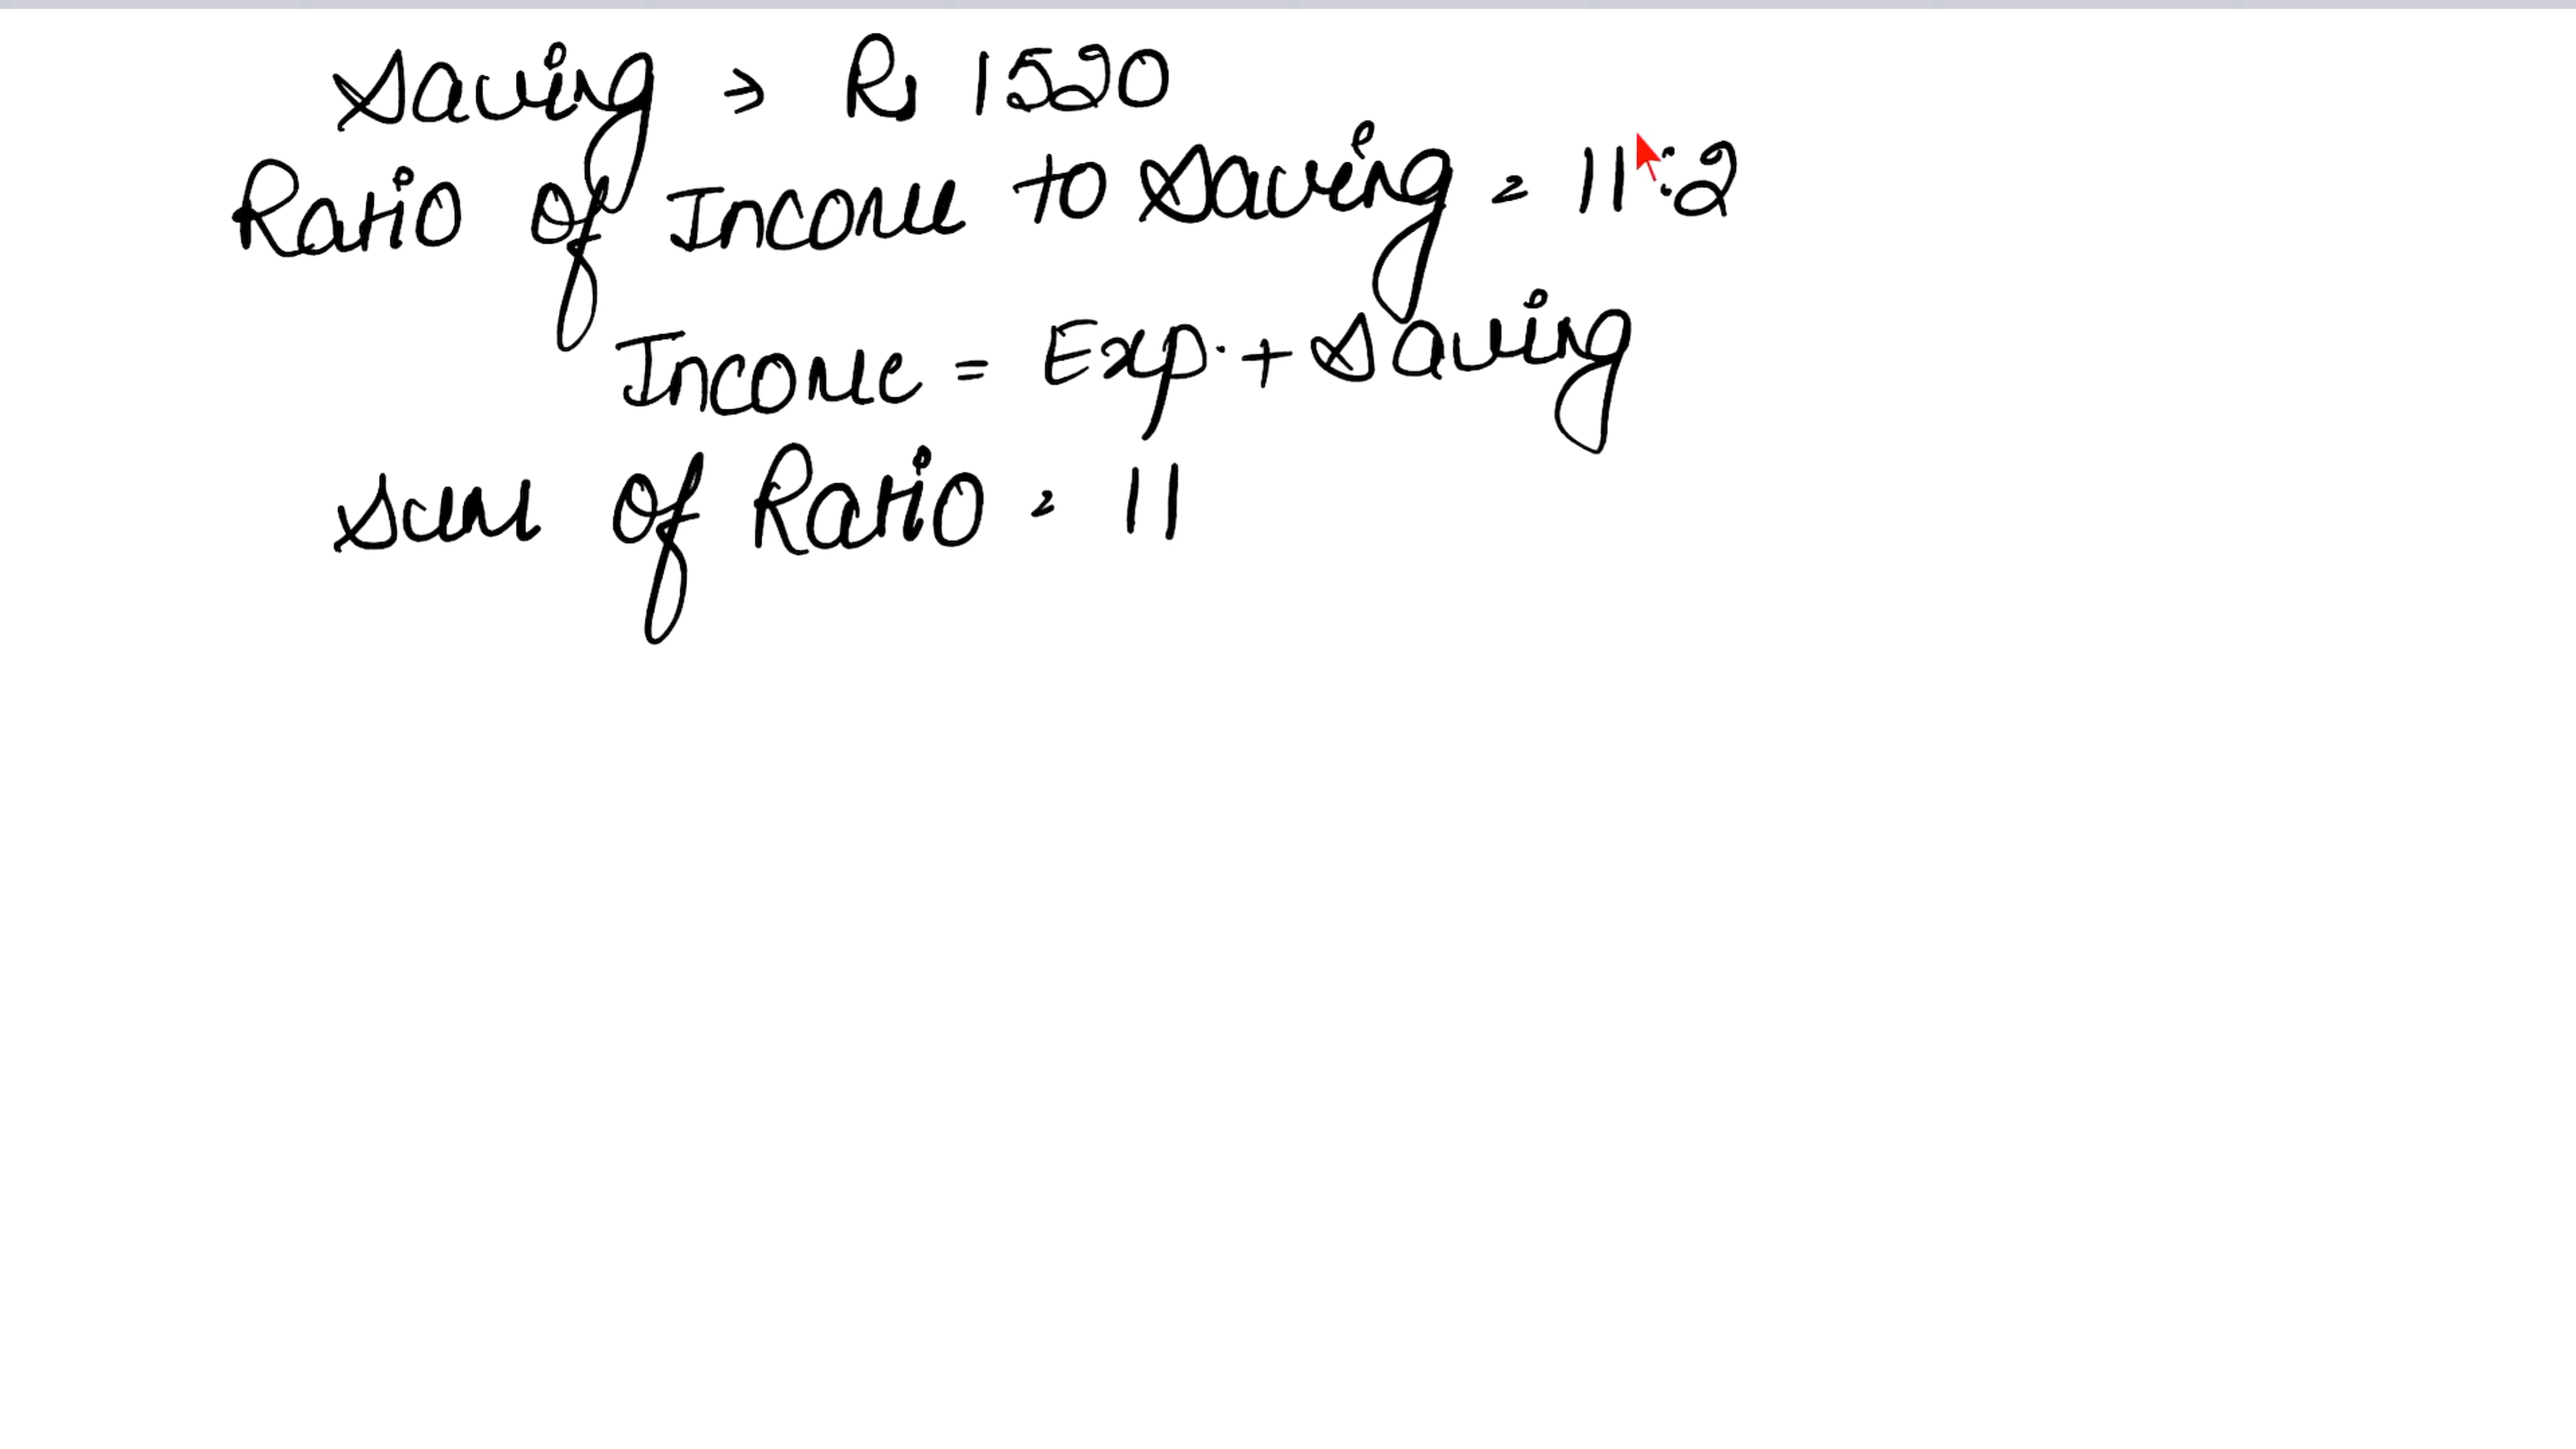 Saving → Rs 1520
Ratio of Income to Saving = 11:2
Income = Exp. + Saving
Sum of Ratio = 11